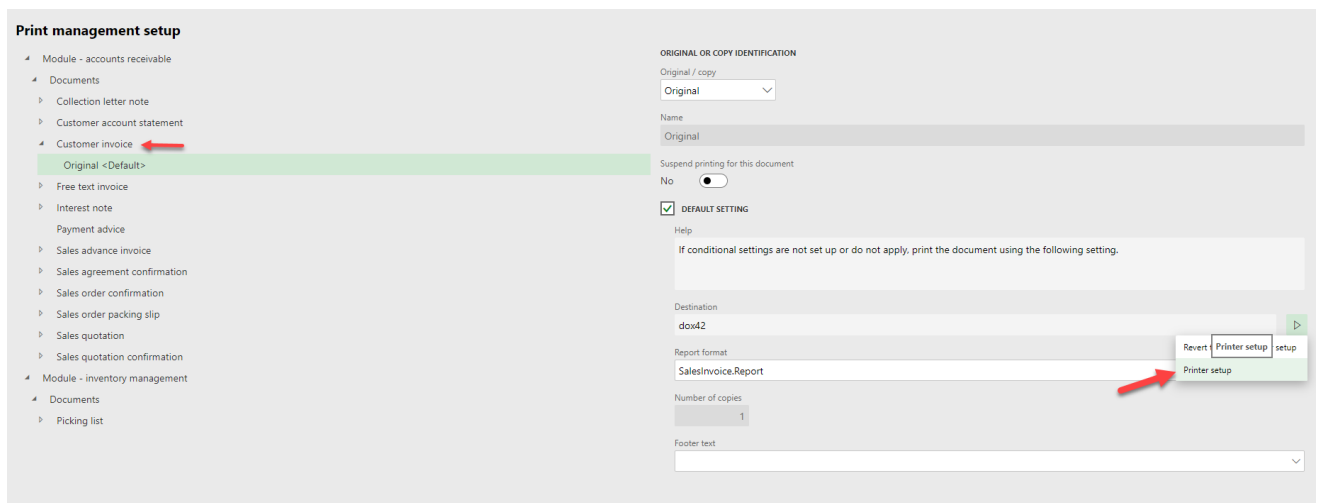 Print management setup
Module - accounts receivable
Documents
Collection letter note
Customer account statement
Customer invoice
Original <Default>
Free text invoice
Interest note
Payment advice
Sales advance invoice
Sales agreement confirmation
Sales order confirmation
Sales order packing slip
Sales quotation
Sales quotation confirmation
Module - inventory management
Documents
Picking list
ORIGINAL OR COPY IDENTIFICATION
Original / copy
Original
Name
Original
Suspend printing for this document
No
DEFAULT SETTING
Help
If conditional settings are not set up or do not apply, print the document using the following setting.
Destination
dox42
Revert Printer setup setup
Printer setup
Report format
SalesInvoice.Report
Number of copies
1
Footer text